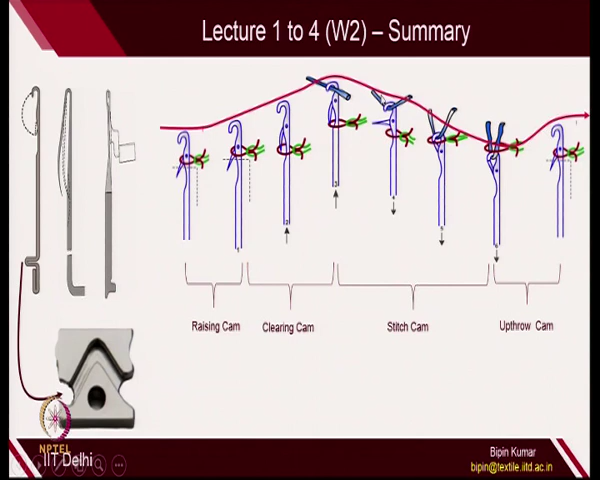 Lecture 1 to 4 (W2) – Summary
Raising Cam
Clearing Cam
Stitch Cam
Upthrow Cam
NPTEL
IIT Delhi
Bipin Kumar
bipin@textile.iitd.ac.in